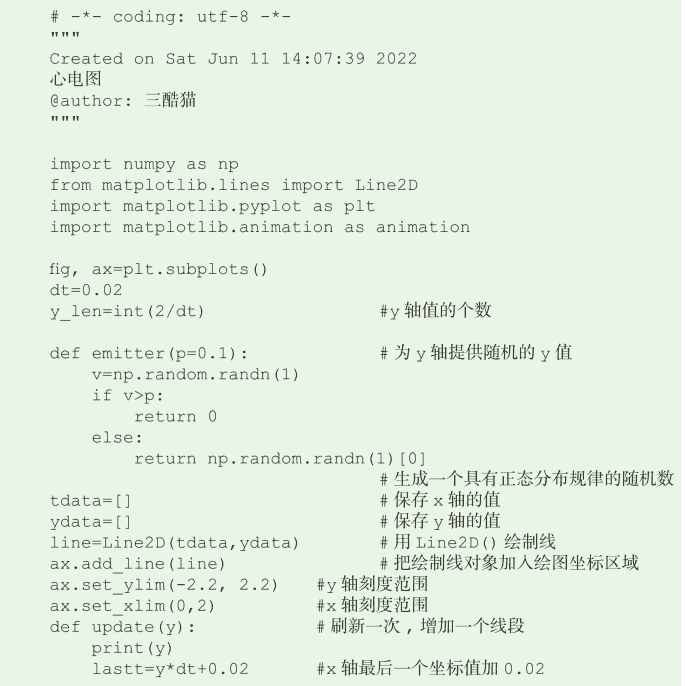 # -*- coding: utf-8 -*-
"""
Created on Sat Jun 11 14:07:39 2022
心电图
@author: 三酷猫
"""
import numpy as np
from matplotlib.lines import Line2D
import matplotlib.pyplot as plt
import matplotlib.animation as animation
fig, ax=plt.subplots()
dt=0.02
y_len=int(2/dt) #y 轴值的个数
def emitter(p=0.1): # 为 y 轴提供随机的 y 值
    v=np.random.randn(1)
    if v>p:
        return 0
    else:
        return np.random.randn(1)[0]
# 生成一个具有正态分布规律的随机数
tdata=[] # 保存 x 轴的值
ydata=[] # 保存 y 轴的值
line=Line2D(tdata,ydata) # 用 Line2D() 绘制线
ax.add_line(line) # 把绘制线对象加入绘图坐标区域
ax.set_ylim(-2.2, 2.2) #y 轴刻度范围
ax.set_xlim(0,2) #x 轴刻度范围
def update(y): # 刷新一次，增加一个线段
    print(y)
    lastt=y*dt+0.02 #x 轴最后一个坐标值加 0.02